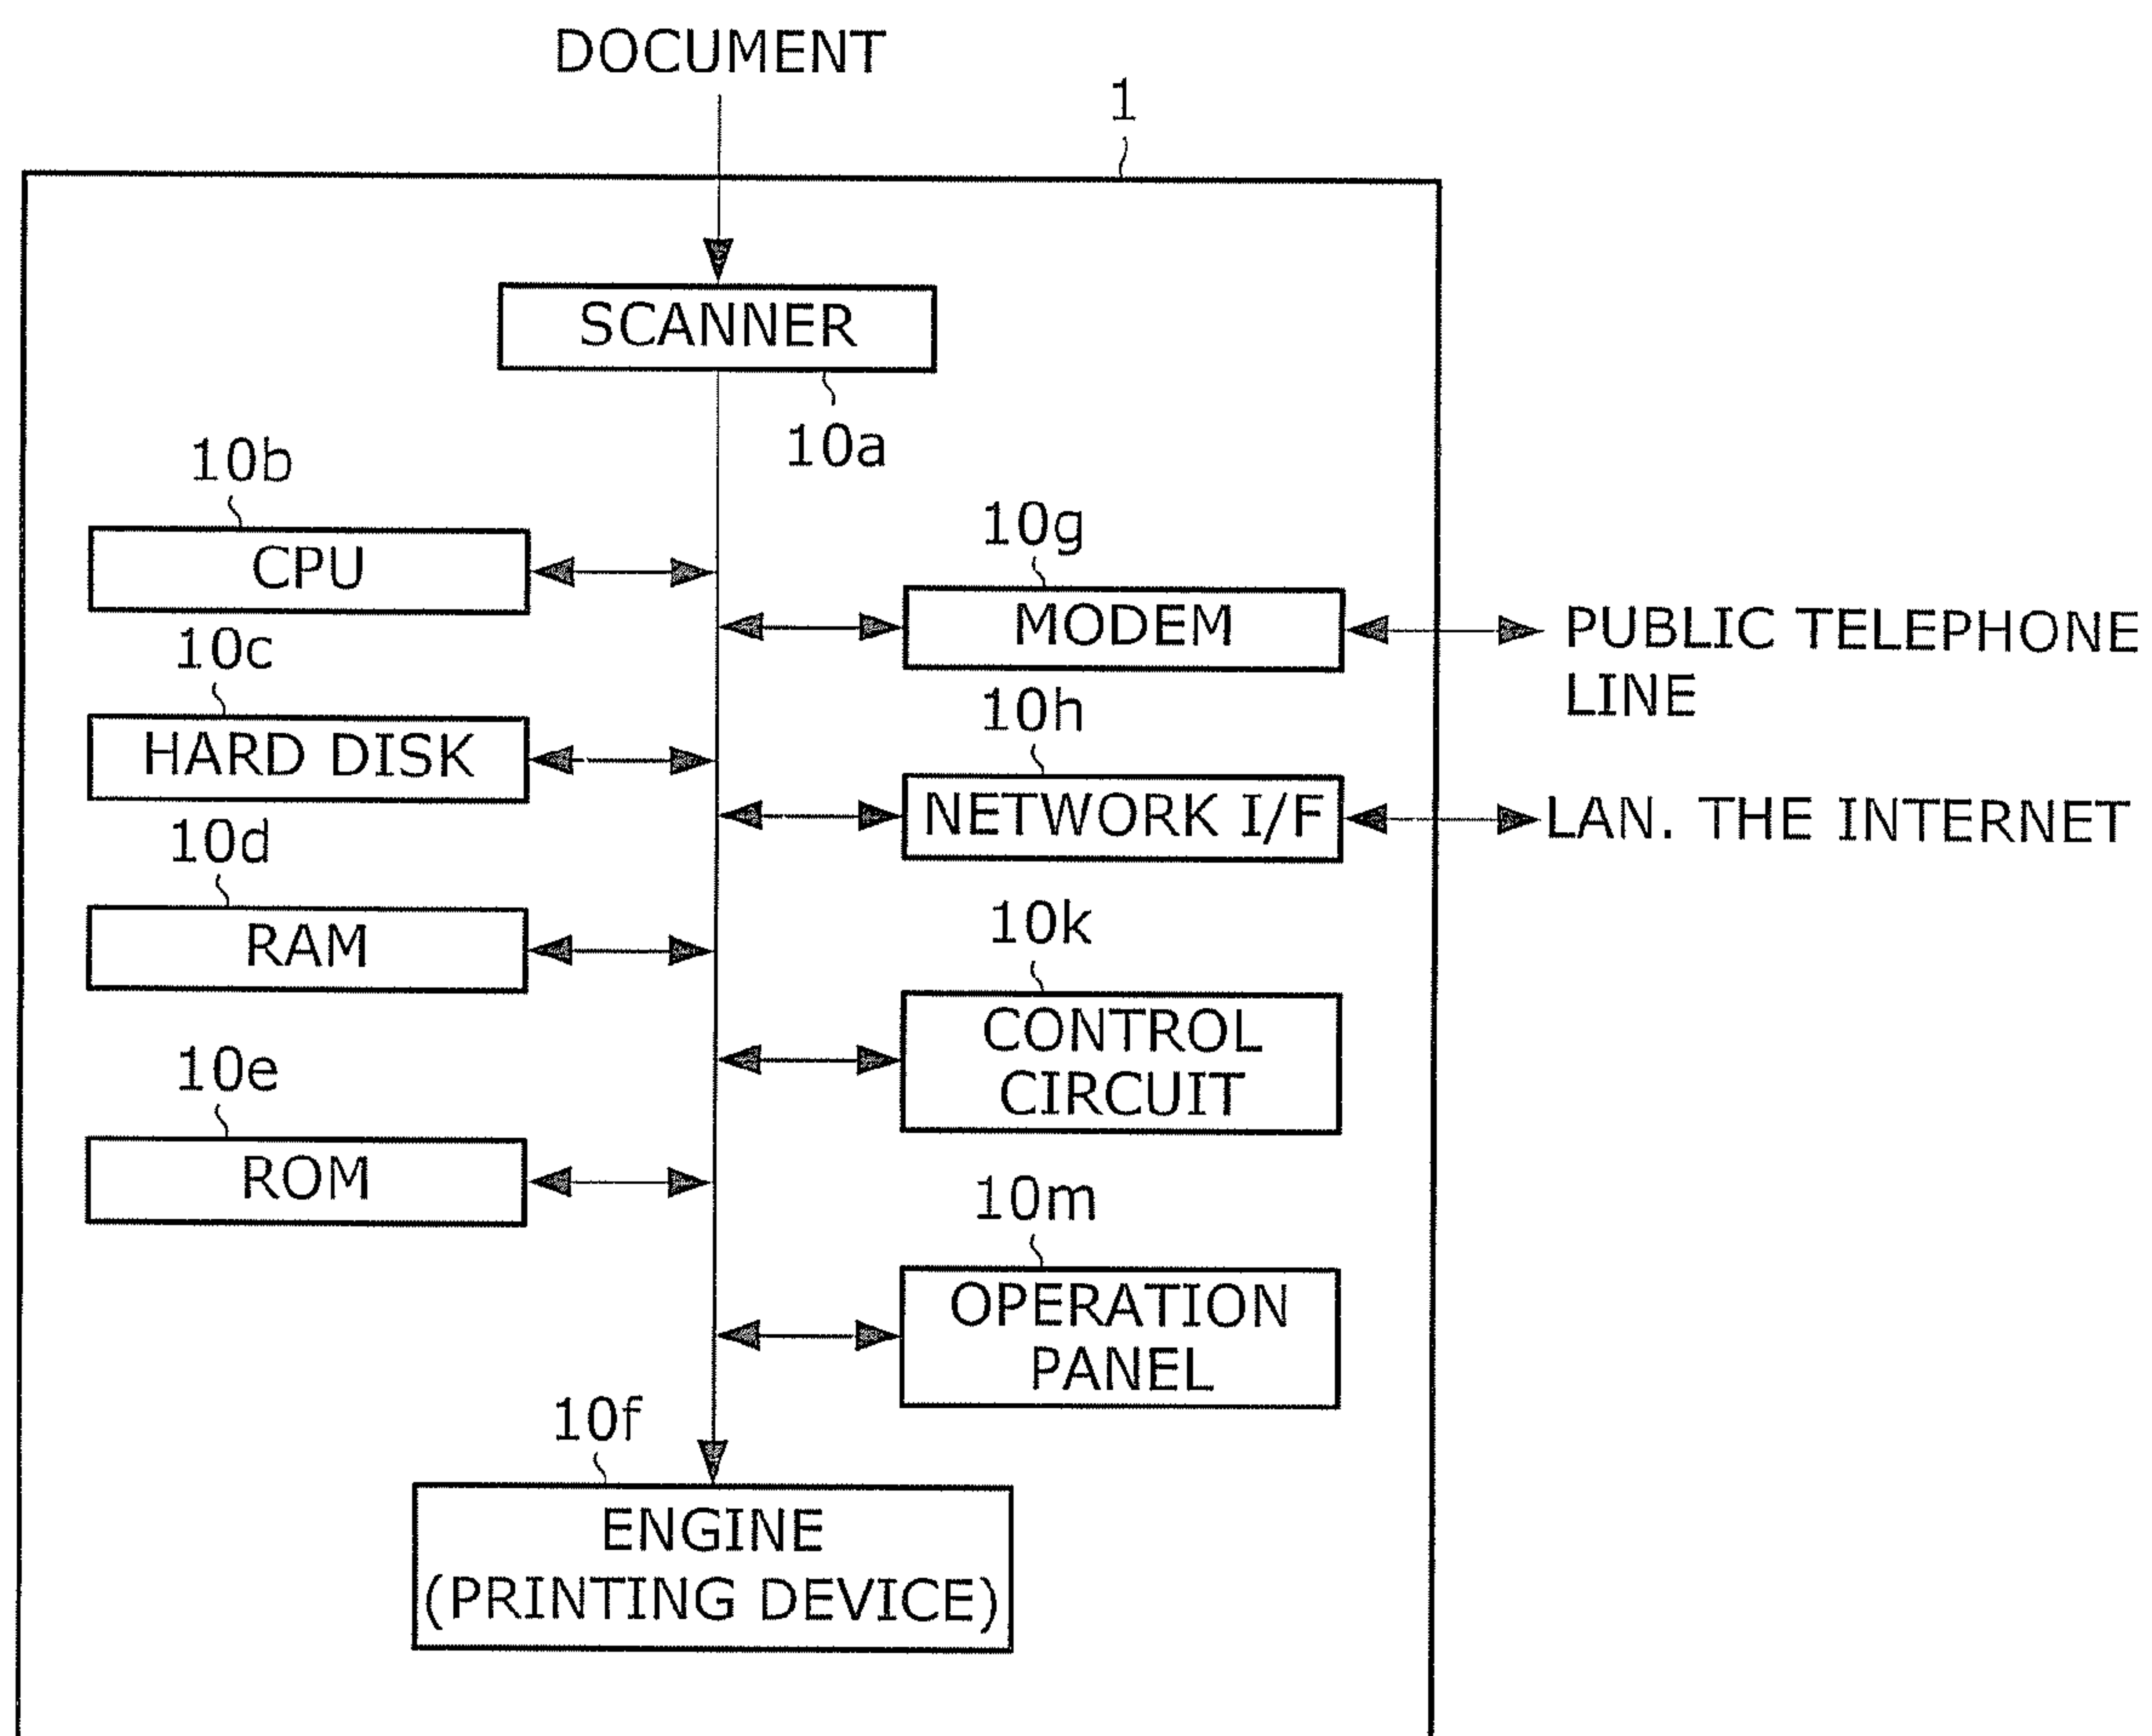 DOCUMENT
1
SCANNER
10a
10b
CPU
10g
MODEM
PUBLIC TELEPHONE
LINE
10c
HARD DISK
10h
NETWORK I/F
LAN. THE INTERNET
10d
RAM
10k
CONTROL
CIRCUIT
10e
ROM
10m
OPERATION
PANEL
10f
ENGINE
(PRINTING DEVICE)